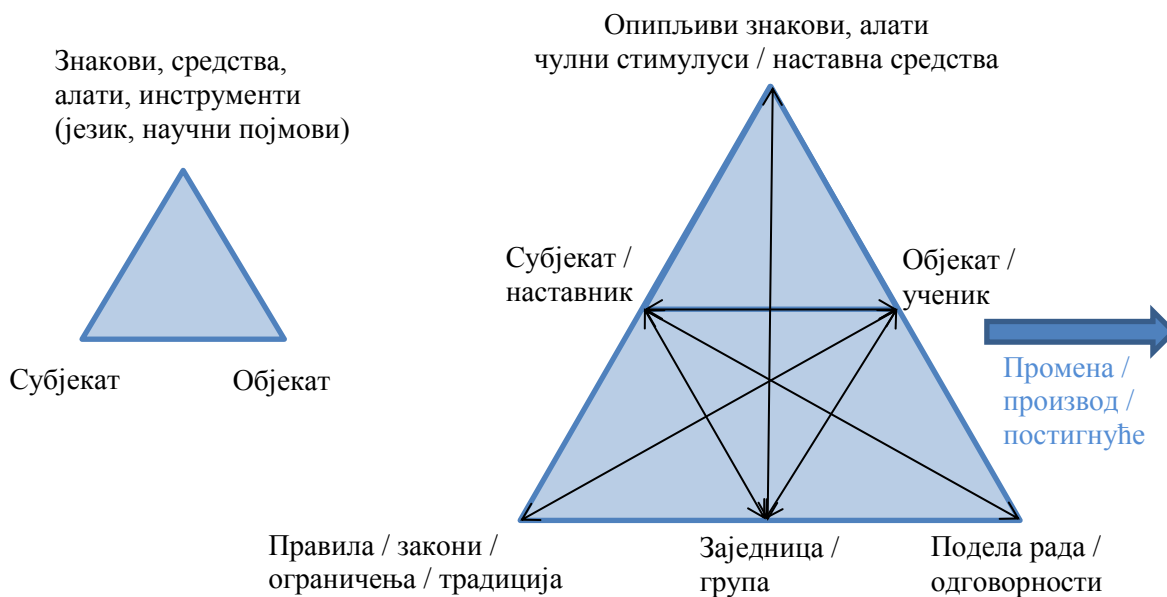 Знакови, средства,
алати, инструменти
(језик, научни појмови)
Субјекат
Објекат
Опипљиви знакови, алати
чулни стимулуси / наставна средства
Субјекат /
наставник
Објекат /
ученик
Промена /
производ /
постигнуће
Правила / закони /
ограничења / традиција
Заједница /
група
Подела рада /
одговорности